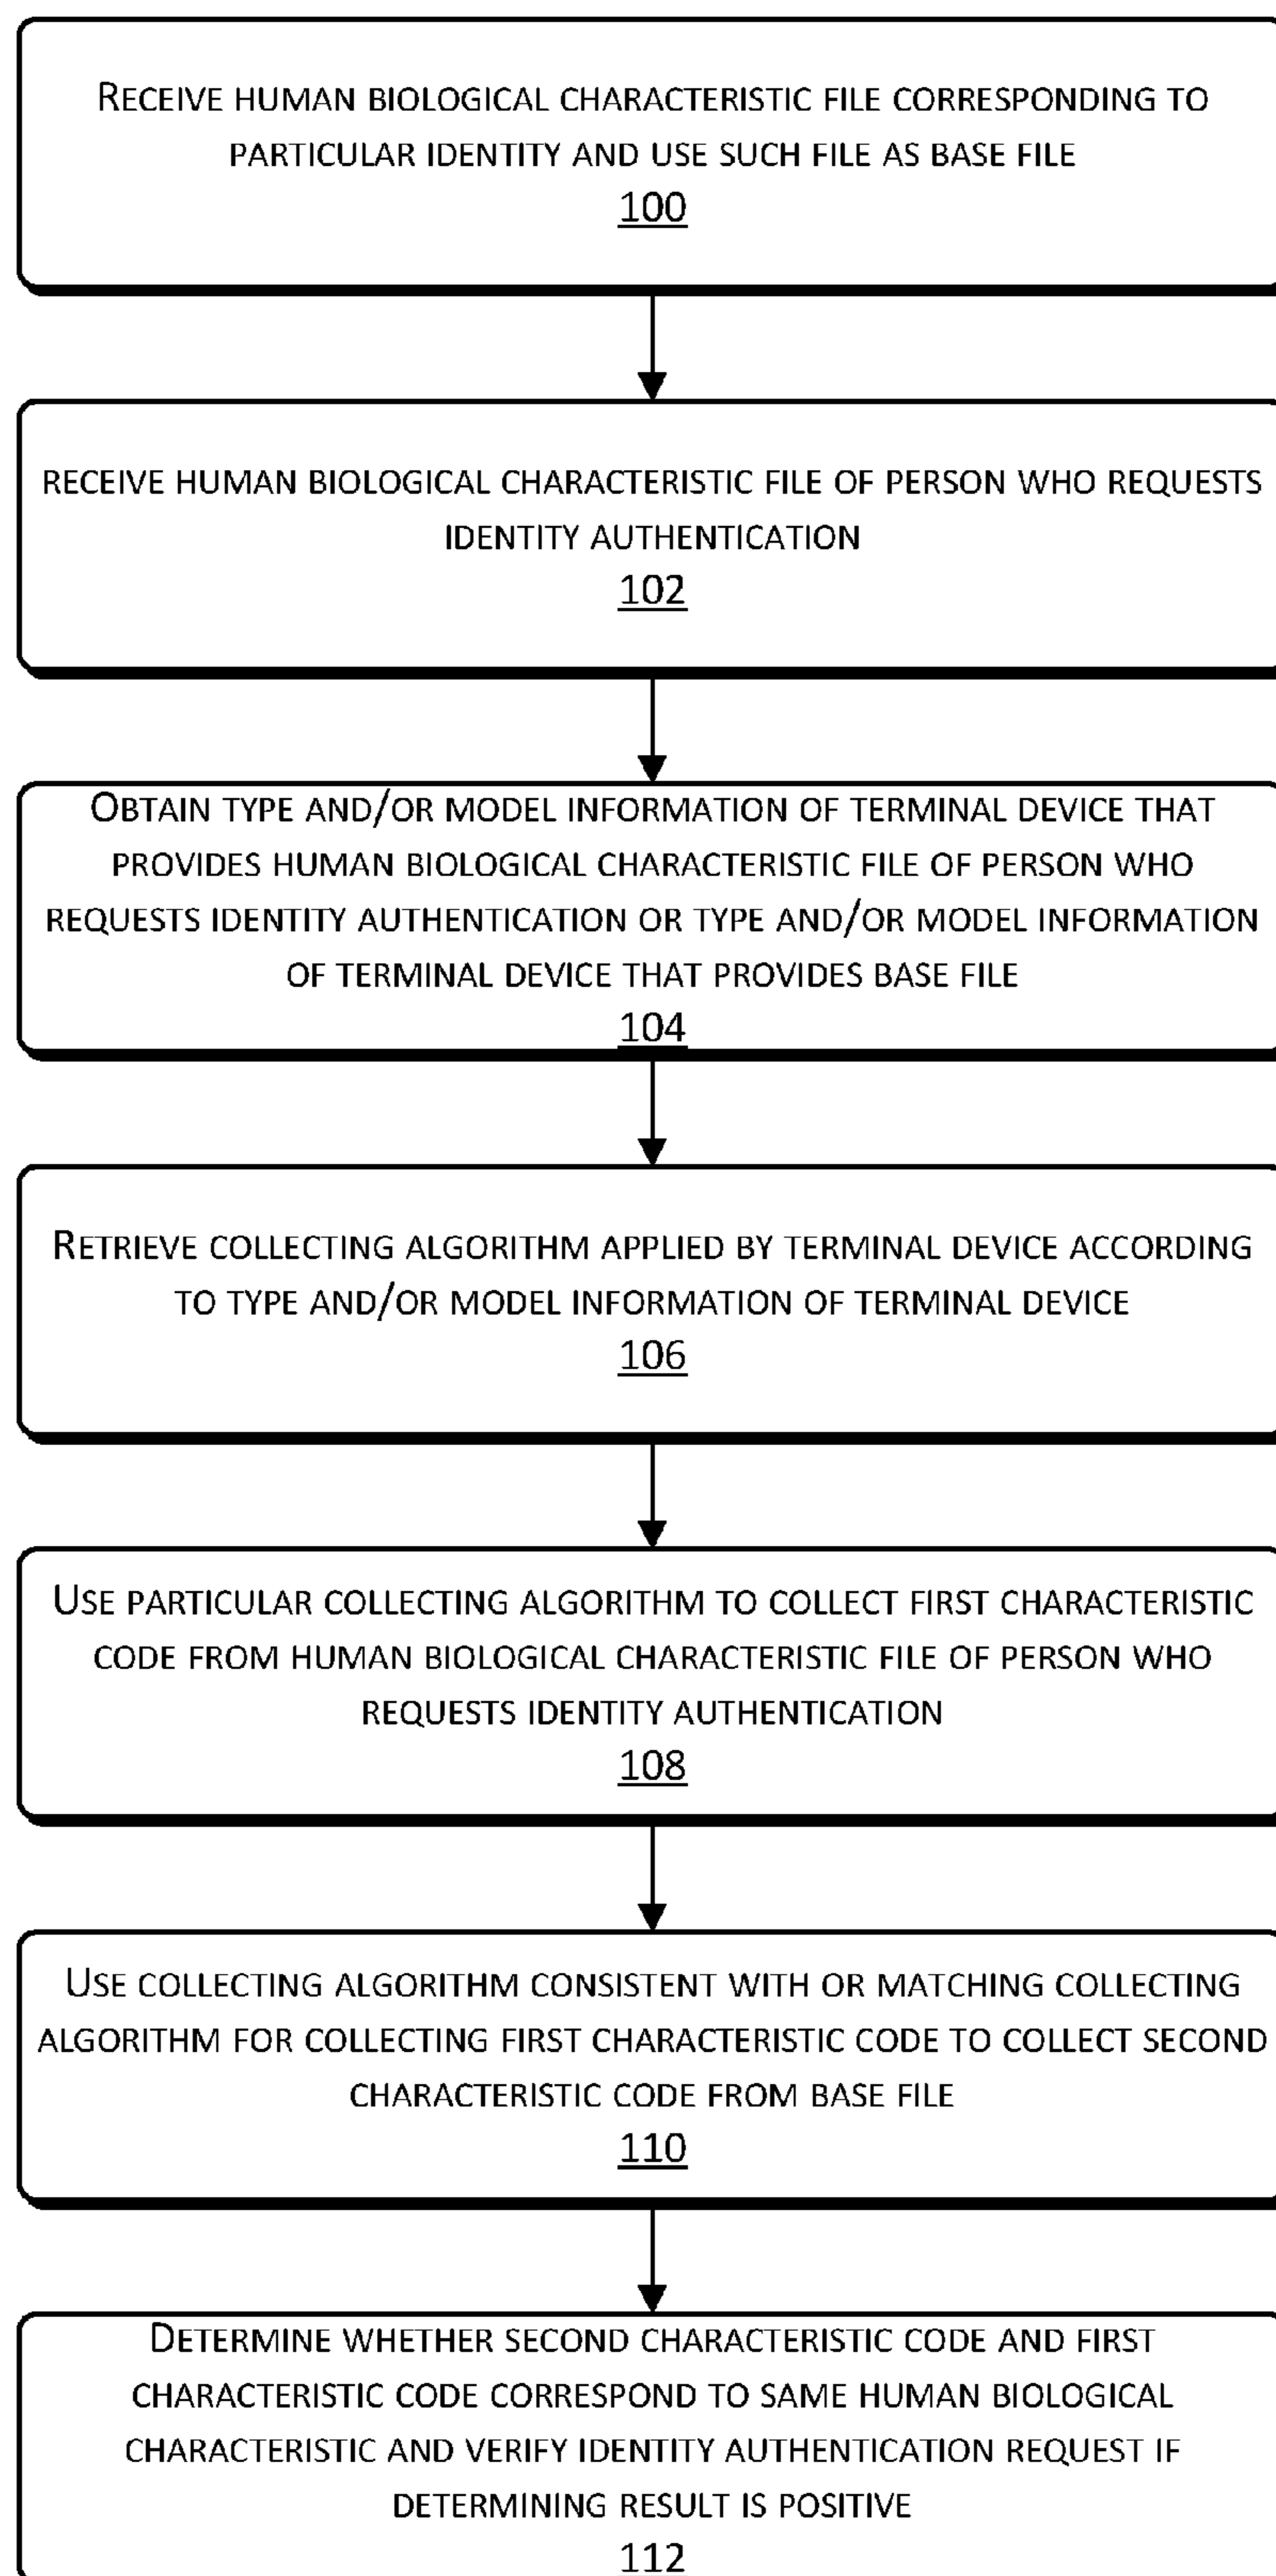 RECEIVE HUMAN BIOLOGICAL CHARACTERISTIC FILE CORRESPONDING TO
PARTICULAR IDENTITY AND USE SUCH FILE AS BASE FILE
100
RECEIVE HUMAN BIOLOGICAL CHARACTERISTIC FILE OF PERSON WHO REQUESTS
IDENTITY AUTHENTICATION
102
OBTAIN TYPE AND/OR MODEL INFORMATION OF TERMINAL DEVICE THAT
PROVIDES HUMAN BIOLOGICAL CHARACTERISTIC FILE OF PERSON WHO
REQUESTS IDENTITY AUTHENTICATION OR TYPE AND/OR MODEL INFORMATION
OF TERMINAL DEVICE THAT PROVIDES BASE FILE
104
RETRIEVE COLLECTING ALGORITHM APPLIED BY TERMINAL DEVICE ACCORDING
TO TYPE AND/OR MODEL INFORMATION OF TERMINAL DEVICE
106
USE PARTICULAR COLLECTING ALGORITHM TO COLLECT FIRST CHARACTERISTIC
CODE FROM HUMAN BIOLOGICAL CHARACTERISTIC FILE OF PERSON WHO
REQUESTS IDENTITY AUTHENTICATION
108
USE COLLECTING ALGORITHM CONSISTENT WITH OR MATCHING COLLECTING
ALGORITHM FOR COLLECTING FIRST CHARACTERISTIC CODE TO COLLECT SECOND
CHARACTERISTIC CODE FROM BASE FILE
110
DETERMINE WHETHER SECOND CHARACTERISTIC CODE AND FIRST
CHARACTERISTIC CODE CORRESPOND TO SAME HUMAN BIOLOGICAL
CHARACTERISTIC AND VERIFY IDENTITY AUTHENTICATION REQUEST IF
DETERMINING RESULT IS POSITIVE
112